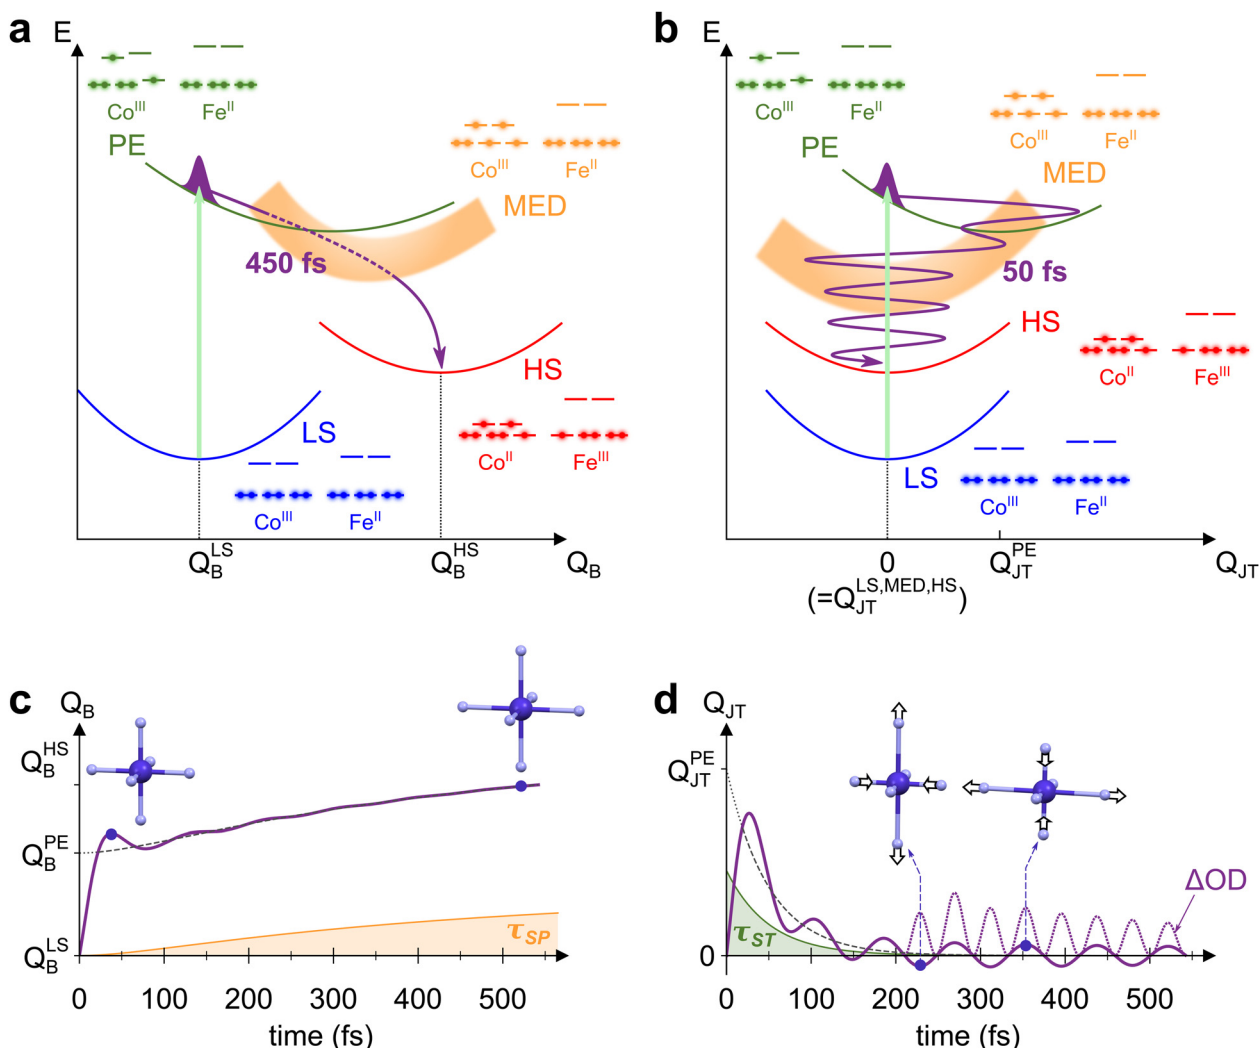 a
E
Co^III Fe^II
PE
Co^III Fe^II
MED
450 fs
HS
LS
Co^II Fe^III
Co^III Fe^II
Q_B^LS Q_B^HS Q_B
b
E
Co^III Fe^II
PE
Co^III Fe^II
MED
50 fs
HS
Co^II Fe^III
LS
Co^III Fe^II
0 Q_JT^PE Q_JT
(=Q_JT^LS,MED,HS)
c
Q_B
Q_B^HS
Q_B^PE
Q_B^LS
τ_SP
0 100 200 300 400 500
time (fs)
d
Q_JT
Q_JT^PE
ΔOD
τ_ST
0
0 100 200 300 400 500
time (fs)